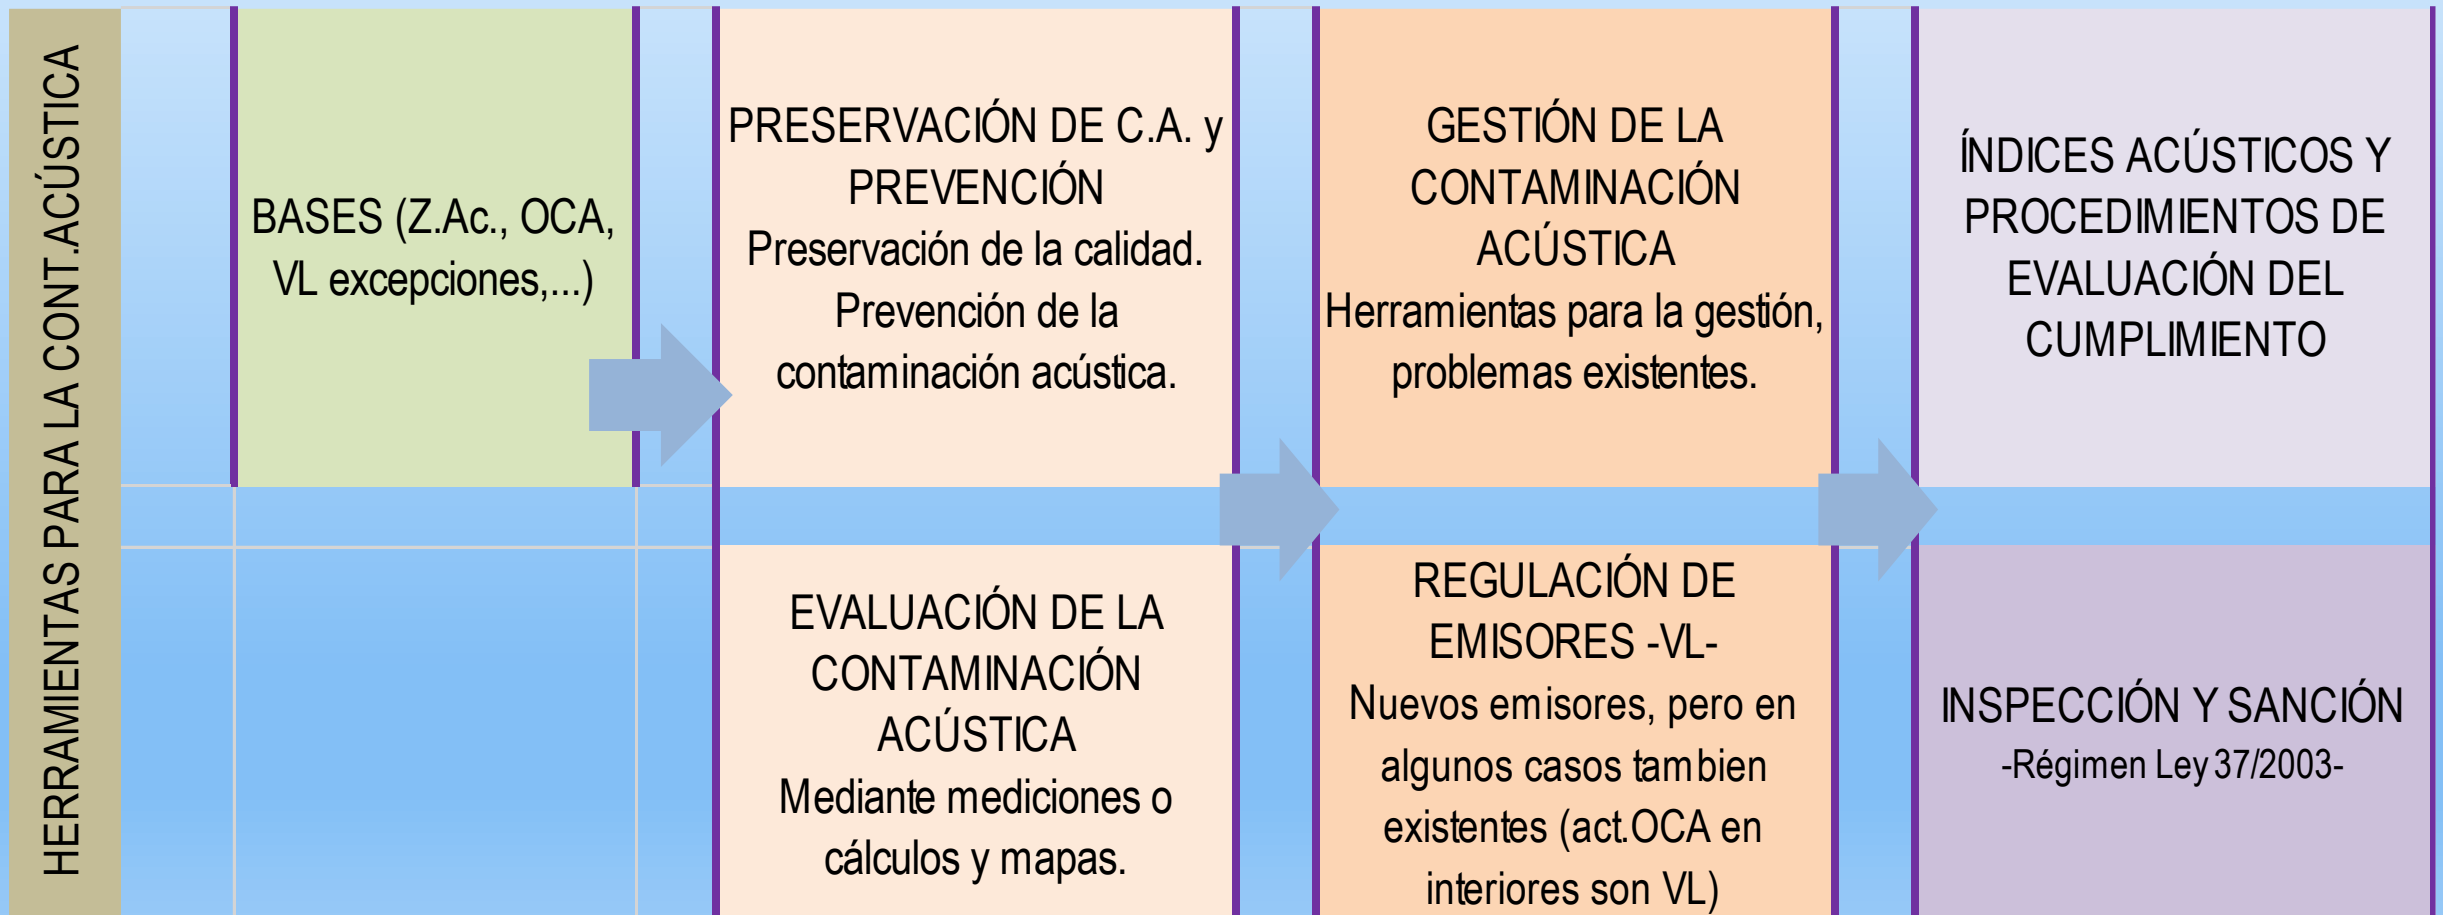 HERRAMIENTAS PARA LA CONT.ACÚSTICA
BASES (Z.Ac., OCA,
VL excepciones,...)
PRESERVACIÓN DE C.A. y
PREVENCIÓN
Preservación de la calidad.
Prevención de la
contaminación acústica.
EVALUACIÓN DE LA
CONTAMINACIÓN
ACÚSTICA
Mediante mediciones o
cálculos y mapas.
GESTIÓN DE LA
CONTAMINACIÓN
ACÚSTICA
Herramientas para la gestión,
problemas existentes.
REGULACIÓN DE
EMISORES -VL-
Nuevos emisores, pero en
algunos casos tambien
existentes (act.OCA en
interiores son VL)
ÍNDICES ACÚSTICOS Y
PROCEDIMIENTOS DE
EVALUACIÓN DEL
CUMPLIMIENTO
INSPECCIÓN Y SANCIÓN
-Régimen Ley 37/2003-